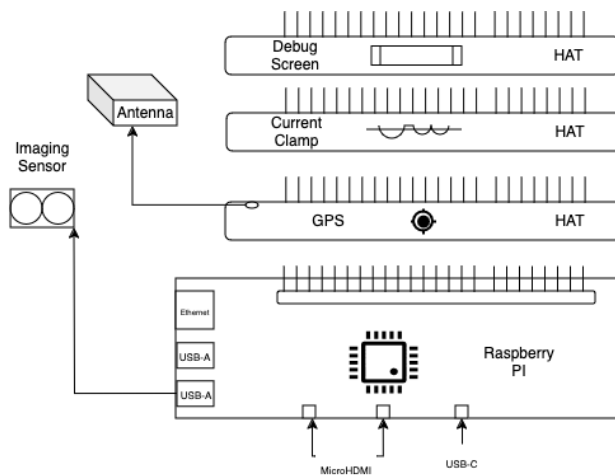 Debug
Screen
HAT
Antenna
Current
Clamp
HAT
Imaging
Sensor
GPS
HAT
Ethernet
USB-A
Raspberry
PI
USB-A
MicroHDMI
USB-C